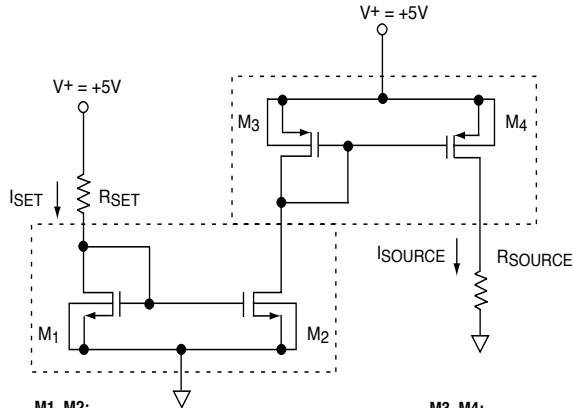 V+ = +5V
V+ = +5V
M3
M4
ISET
RSET
ISOURCE
RSOURCE
M1
M2
M1, M2:
M3, M4: